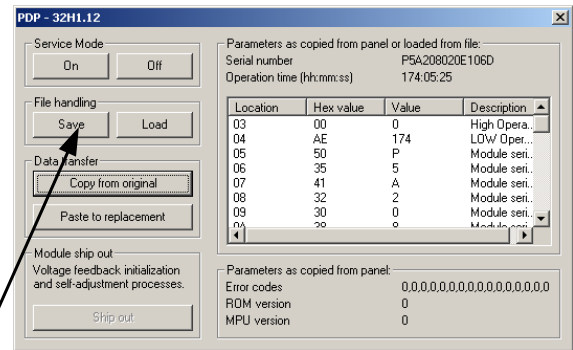 PDP - 32H1.12
Service Mode
On Off
File handling
Save Load
Data transfer
Copy from original
Paste to replacement
Module ship out
Voltage feedback initialization
and self-adjustment processes.
Ship out
Parameters as copied from panel or loaded from file:
Serial number P5A208020E106D
Operation time (hh:mm:ss) 174:05:25
Location Hex value Value Description
03 00 0 High Opera..
04 AE 174 LOW Oper...
05 50 P Module seri..
06 35 5 Module seri..
07 41 A Module seri..
08 32 2 Module seri..
09 30 0 Module seri..
0A 38 8 Module seri..
Parameters as copied from panel:
Error codes 0,0,0,0,0,0,0,0,0,0,0,0,0,0,0,0
ROM version 0
MPU version 0